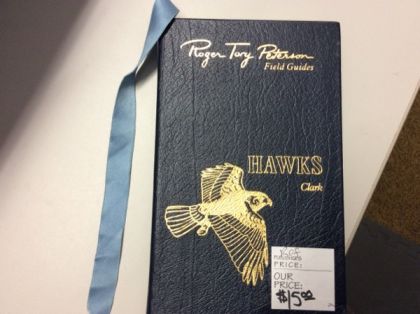 Roger Tory Peterson
Field Guides
HAWKS
Clark
PRICE:
OUR
PRICE:
$15.00